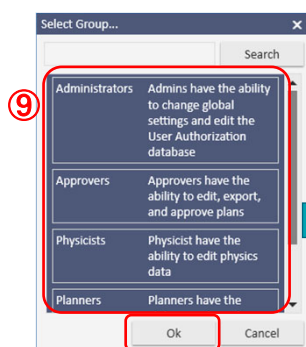 Select Group...
Search
⑨
Administrators Admins have the ability
to change global
settings and edit the
User Authorization
database
Approvers Approvers have the
ability to edit, export,
and approve plans
Physicists Physicist have the
ability to edit physics
data
Planners Planners have the
Ok Cancel